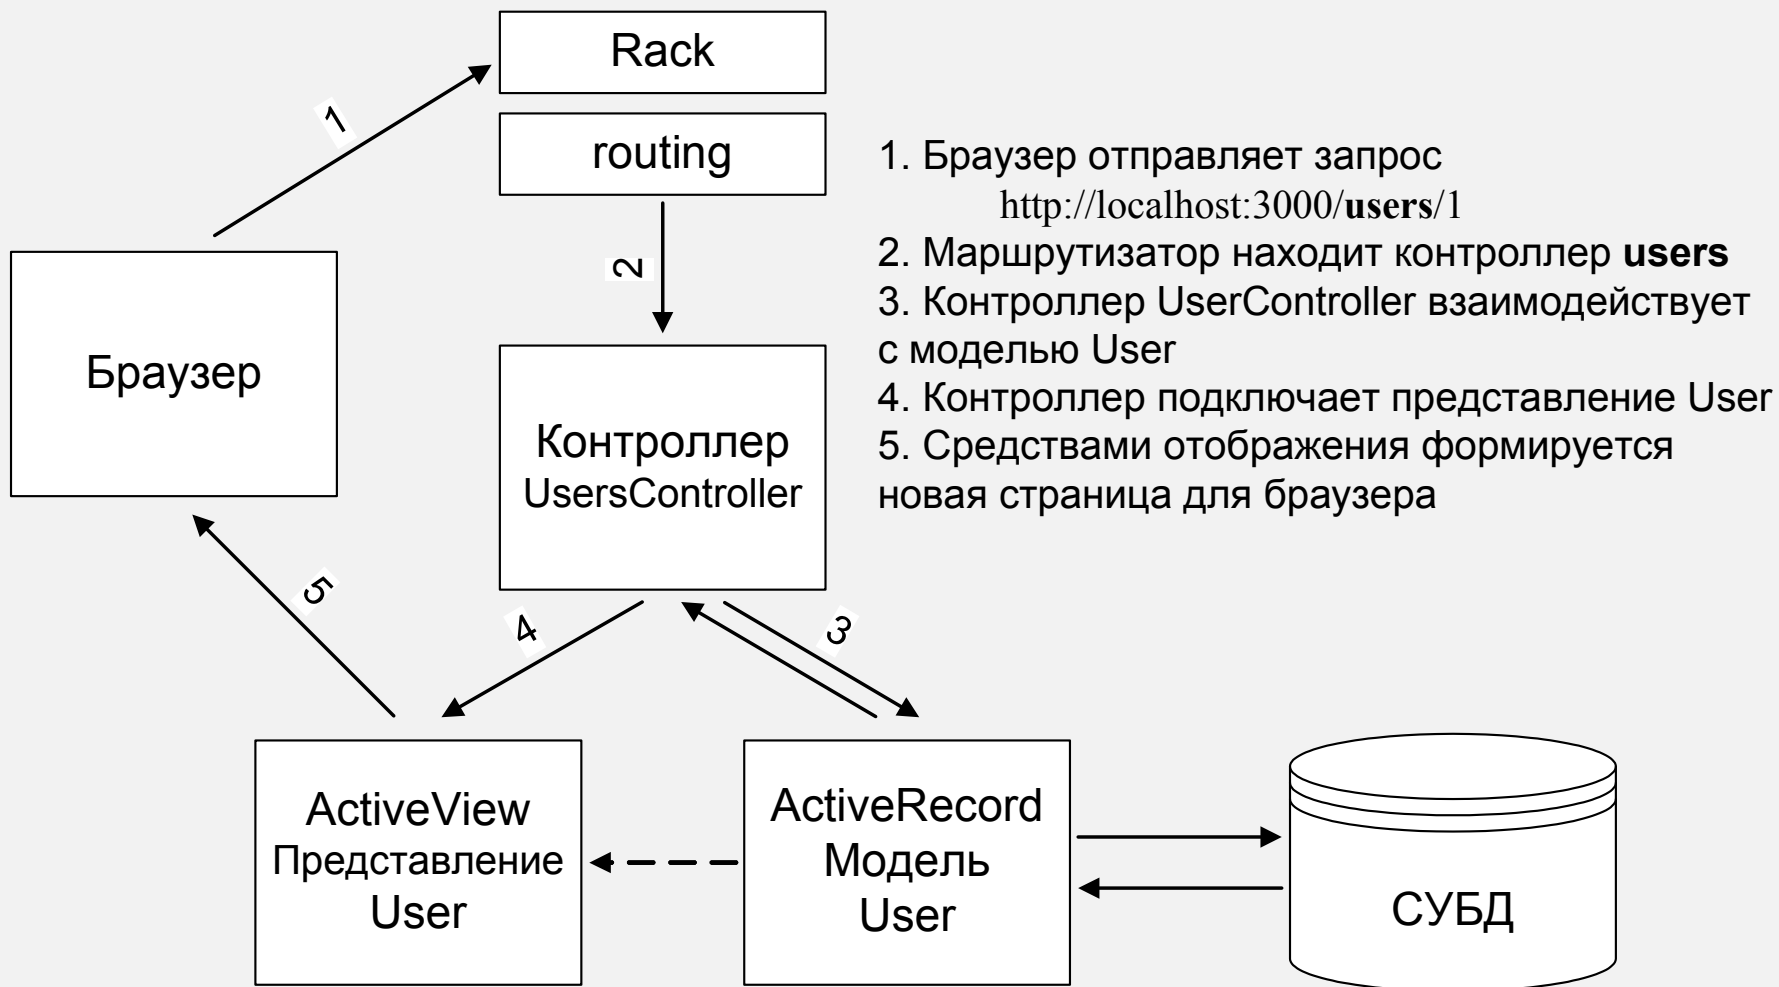 Rack
1
routing
1. Браузер отправляет запрос
http://localhost:3000/users/1
2. Маршрутизатор находит контроллер users
2
3. Контроллер UserController взаимодействует
с моделью User
Браузер
4. Контроллер подключает представление User
Контроллер
5. Средствами отображения формируется
UsersController
новая страница для браузера
5
4
3
ActiveView
Представление
User
ActiveRecord
Модель
User
СУБД